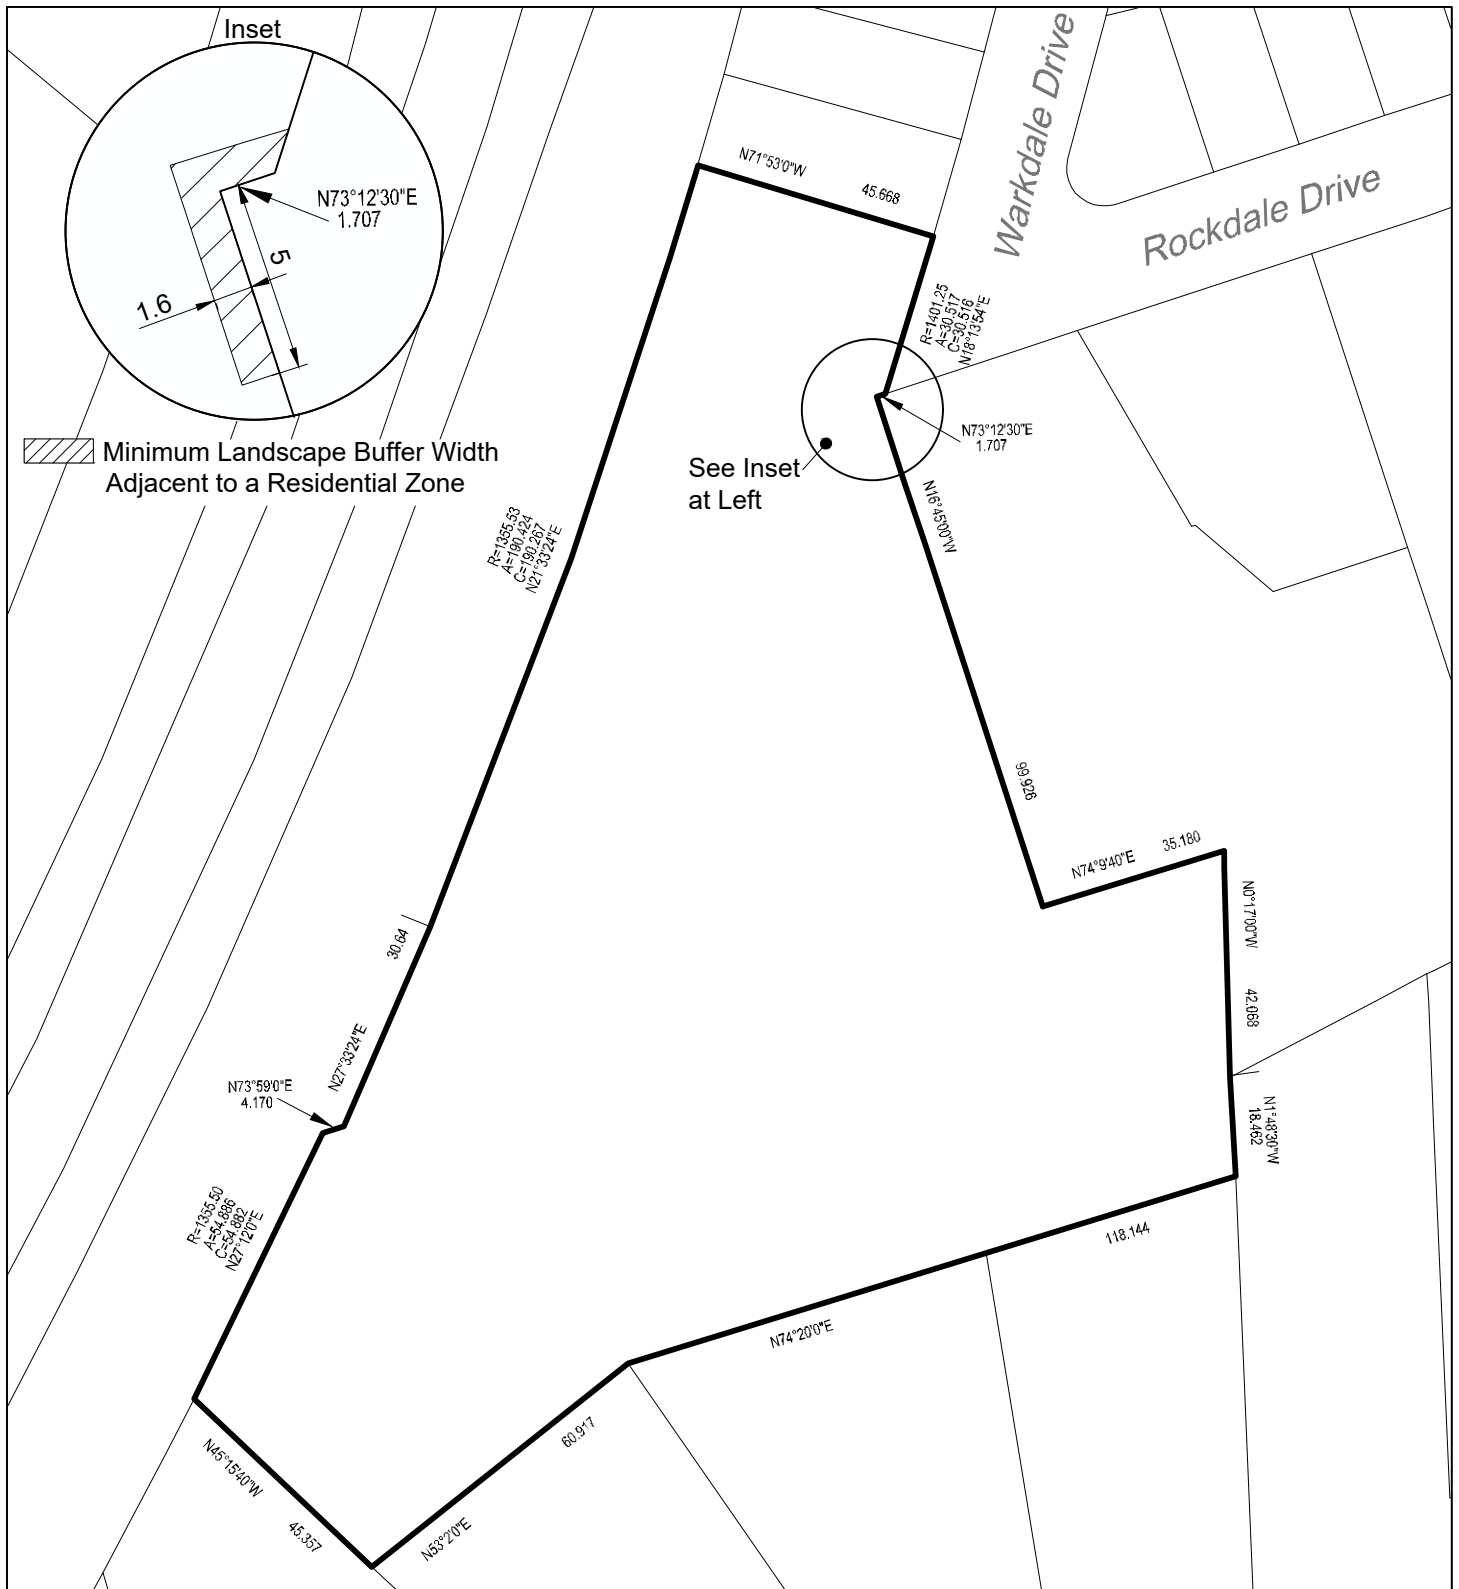 Inset
N73°12'30"E
1.707
5
1.6
Minimum Landscape Buffer Width
Adjacent to a Residential Zone
Warkdale Drive
Rockdale Drive
N71°53'0"W
45.668
R=1401.25
A=30.517
C=30.516
N18°13'54"E
N73°12'30"E
1.707
See Inset
at Left
N16°45'00"W
99.926
R=1355.53
A=190.424
C=190.267
N21°33'24"E
N74°9'40"E
35.180
N0°17'00"W
42.068
N1°48'30"W
18.462
30.64
N27°33'24"E
N73°59'0"E
4.170
R=1355.50
A=54.886
C=54.882
N27°12'0"E
118.144
N74°20'0"E
60.917
N53°2'0"E
N45°15'40"W
45.357